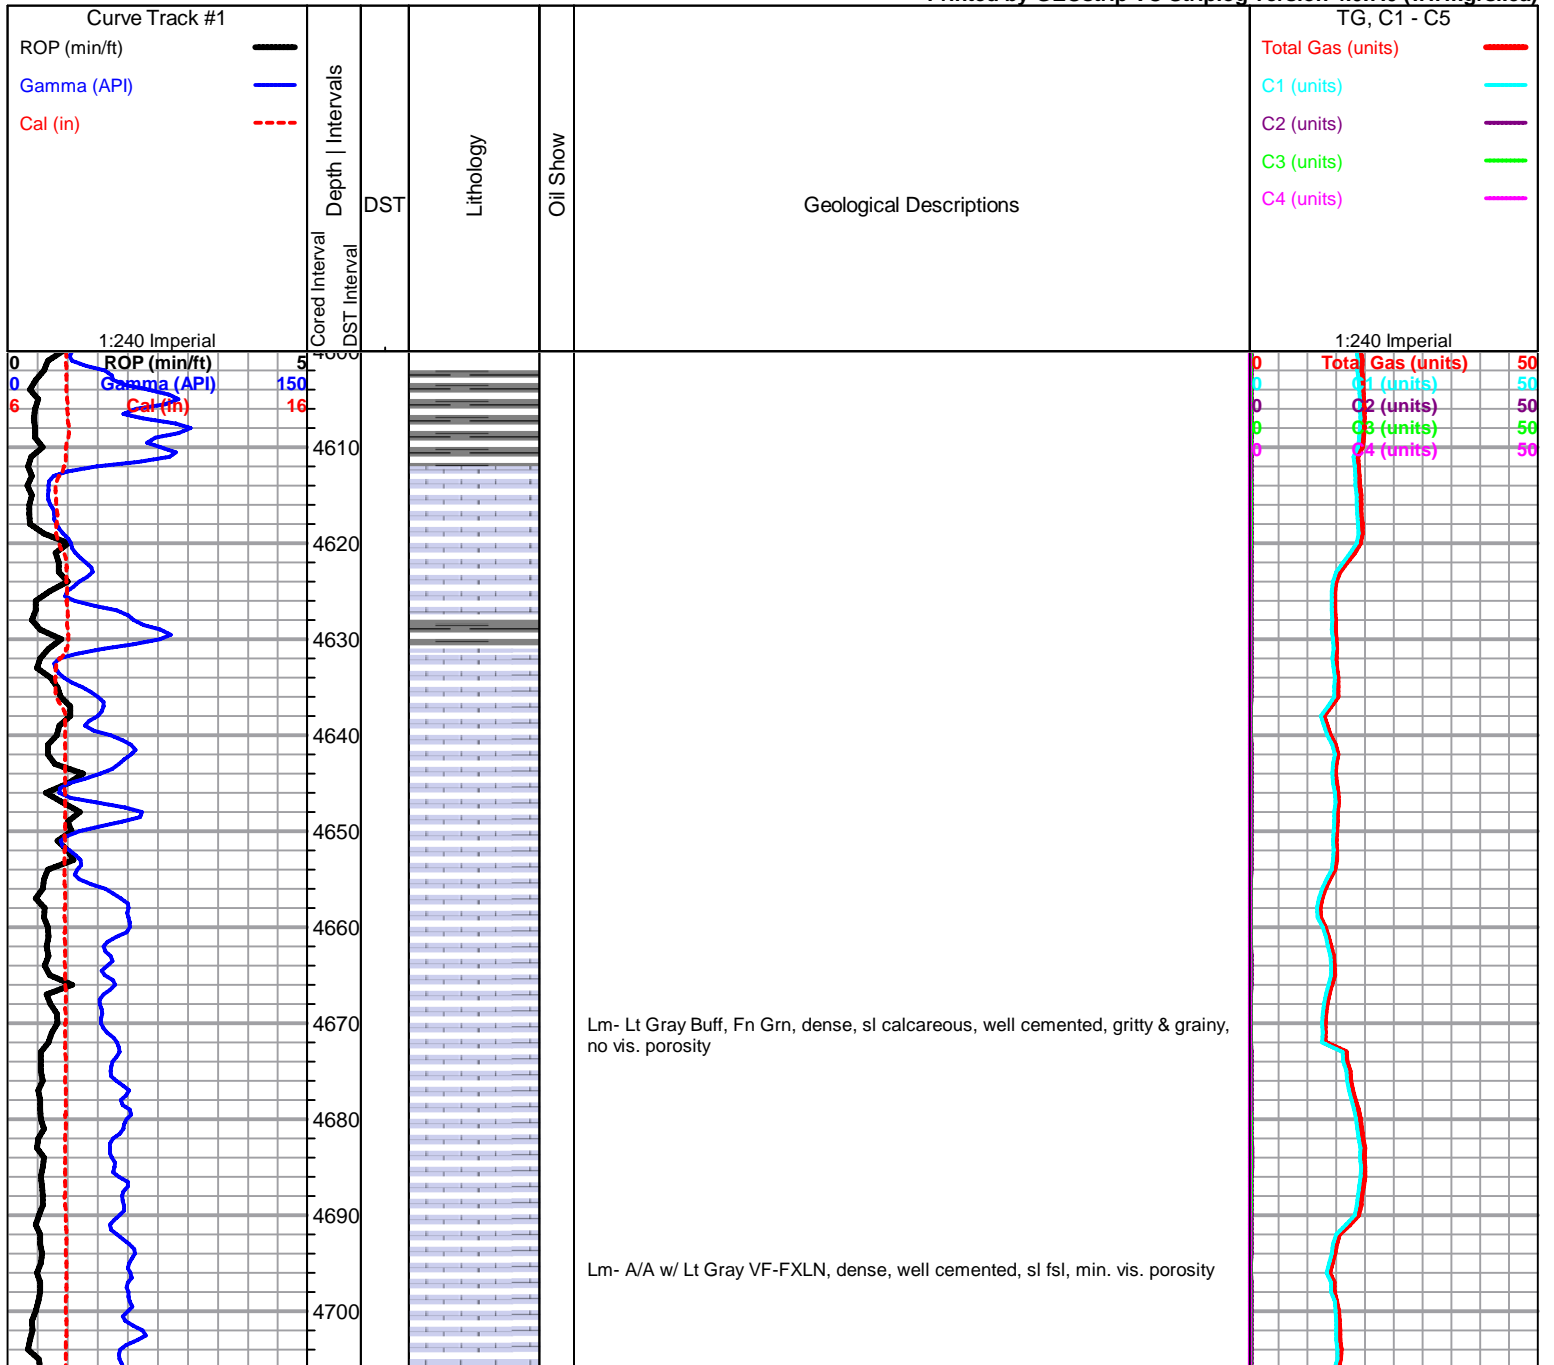 Curve Track #1
ROP (min/ft)
Gamma (API)
Cal (in)
1:240 Imperial
Depth | Intervals
Cored Interval
DST Interval
DST
Lithology
Oil Show
Geological Descriptions
TG, C1 - C5
Total Gas (units)
C1 (units)
C2 (units)
C3 (units)
C4 (units)
1:240 Imperial
0 ROP (min/ft) 5
0 Gamma (API) 150
6 Cal (in) 16
0 Total Gas (units) 50
0 C1 (units) 50
0 C2 (units) 50
0 C3 (units) 50
0 C4 (units) 50
4610
4620
4630
4640
4650
4660
4670
Lm- Lt Gray Buff, Fn Grn, dense, sl calcareous, well cemented, gritty & grainy,
no vis. porosity
4680
4690
Lm- A/A w/ Lt Gray VF-FXLN, dense, well cemented, sl fsl, min. vis. porosity
4700